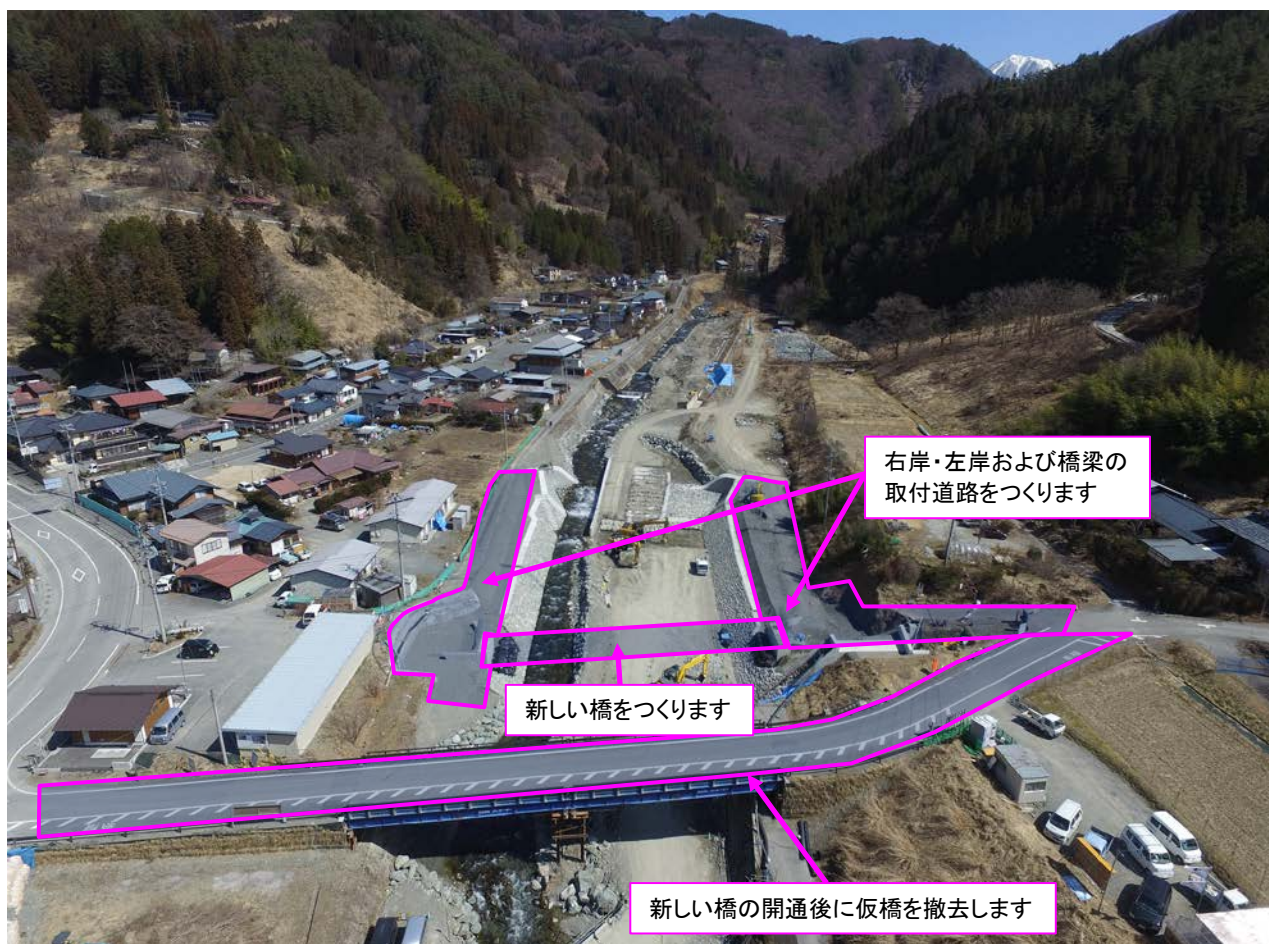 右岸・左岸および橋梁の
取付道路をつくります
新しい橋をつくります
新しい橋の開通後に仮橋を撤去します